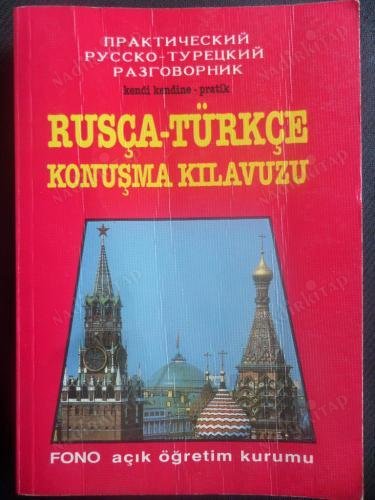 ПРАКТИЧЕСКИЙ
РУССКО-ТУРЕЦКИЙ
РАЗГОВОРНИК
kendi kendine - pratik
RUSÇA-TÜRKÇE
KONUŞMA KILAVUZU
FONO açık öğretim kurumu